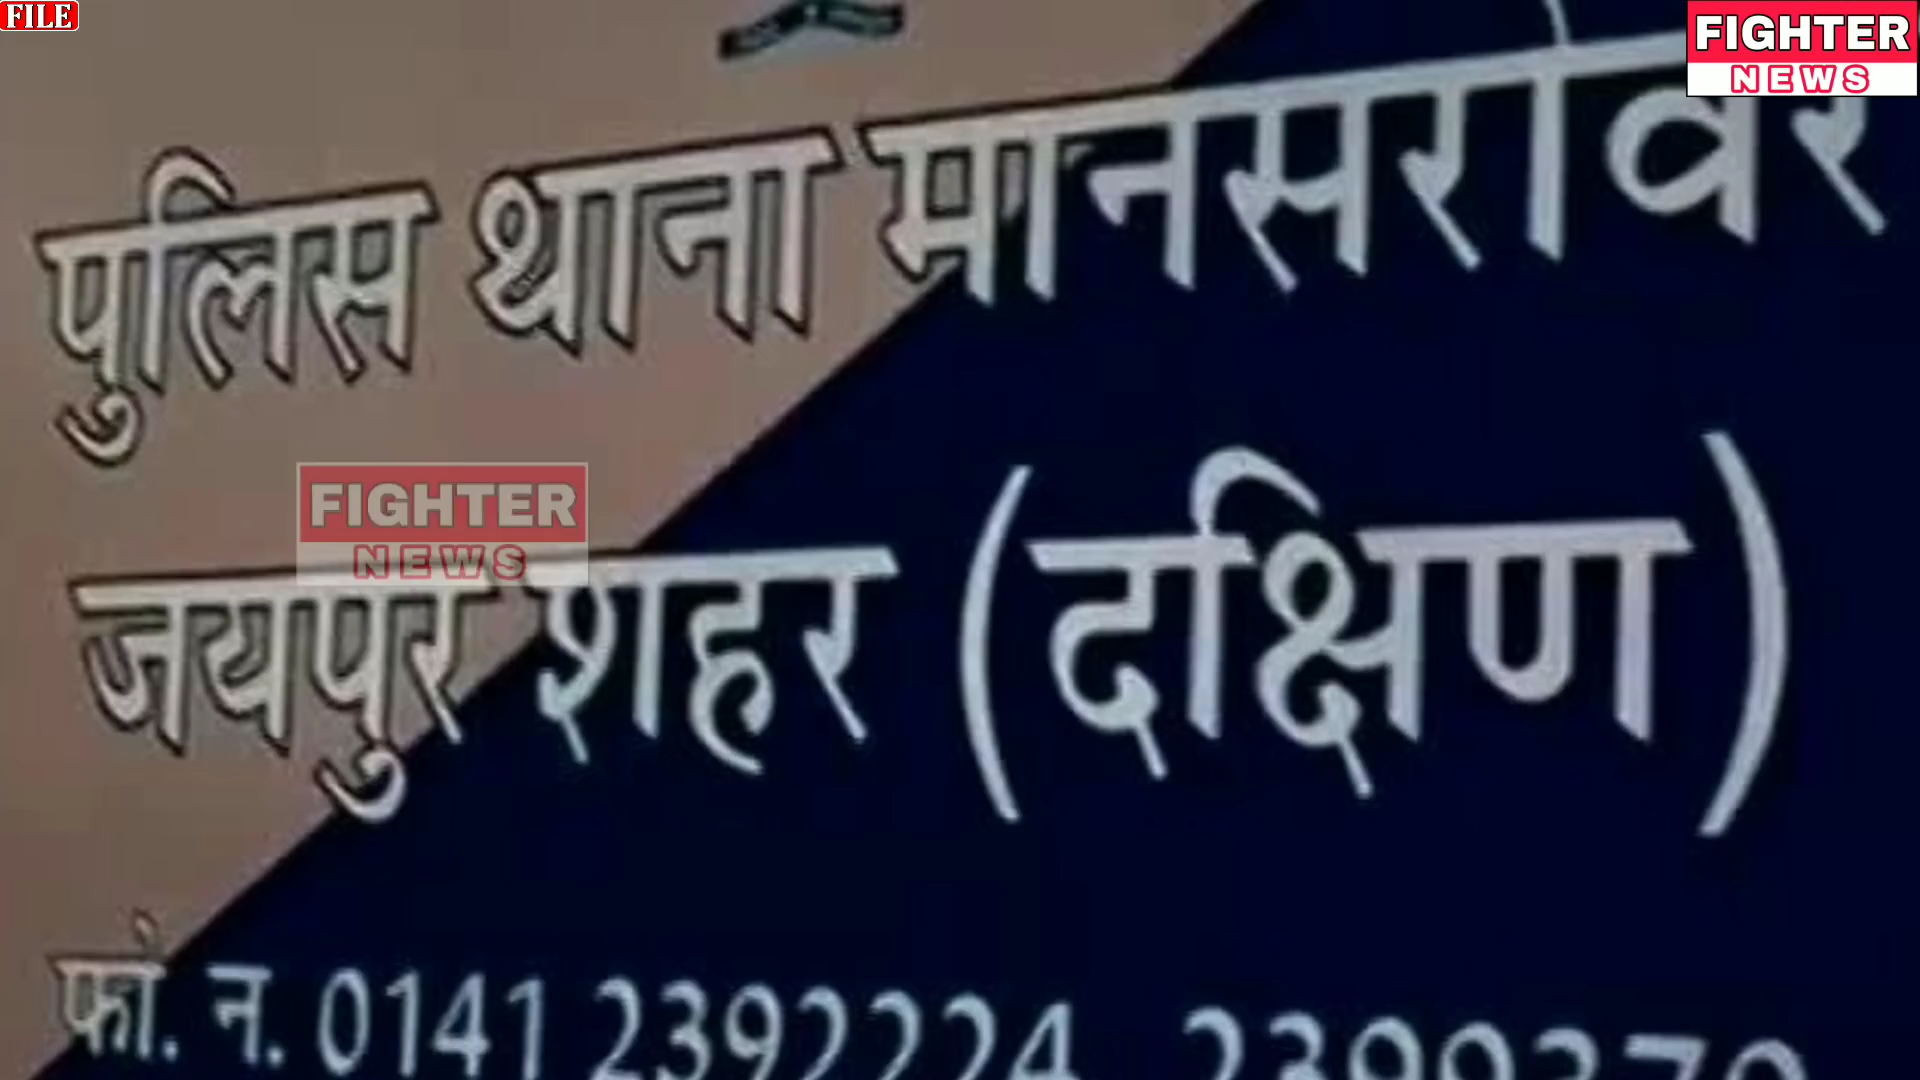 FILE
FIGHTER
NEWS
पुलिस थाना मानसरोवर
FIGHTER
NEWS
जयपुर शहर (दक्षिण)
फो. न. 0141 2392224